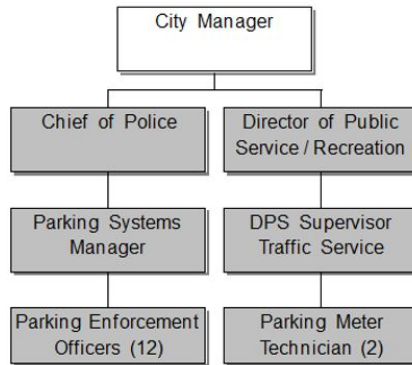 City Manager
Chief of Police
Director of Public
Service / Recreation
Parking Systems
Manager
DPS Supervisor
Traffic Service
Parking Enforcement
Officers (12)
Parking Meter
Technician (2)